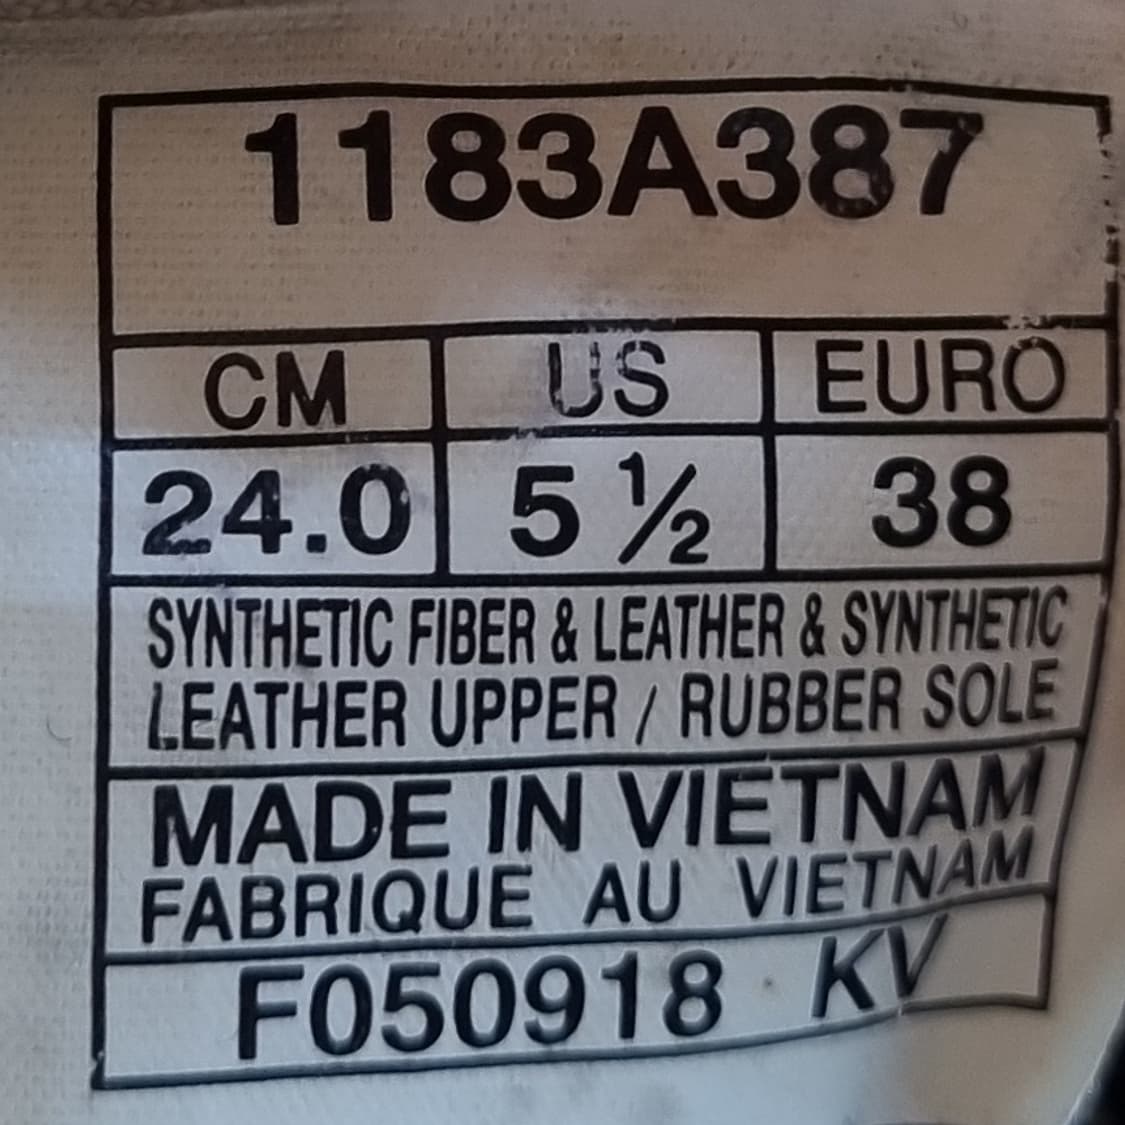 1183A387
CM US EURO
24.0 5 ½ 38
SYNTHETIC FIBER & LEATHER & SYNTHETIC
LEATHER UPPER / RUBBER SOLE
MADE IN VIETNAM
FABRIQUE AU VIETNAM
F050918 KV